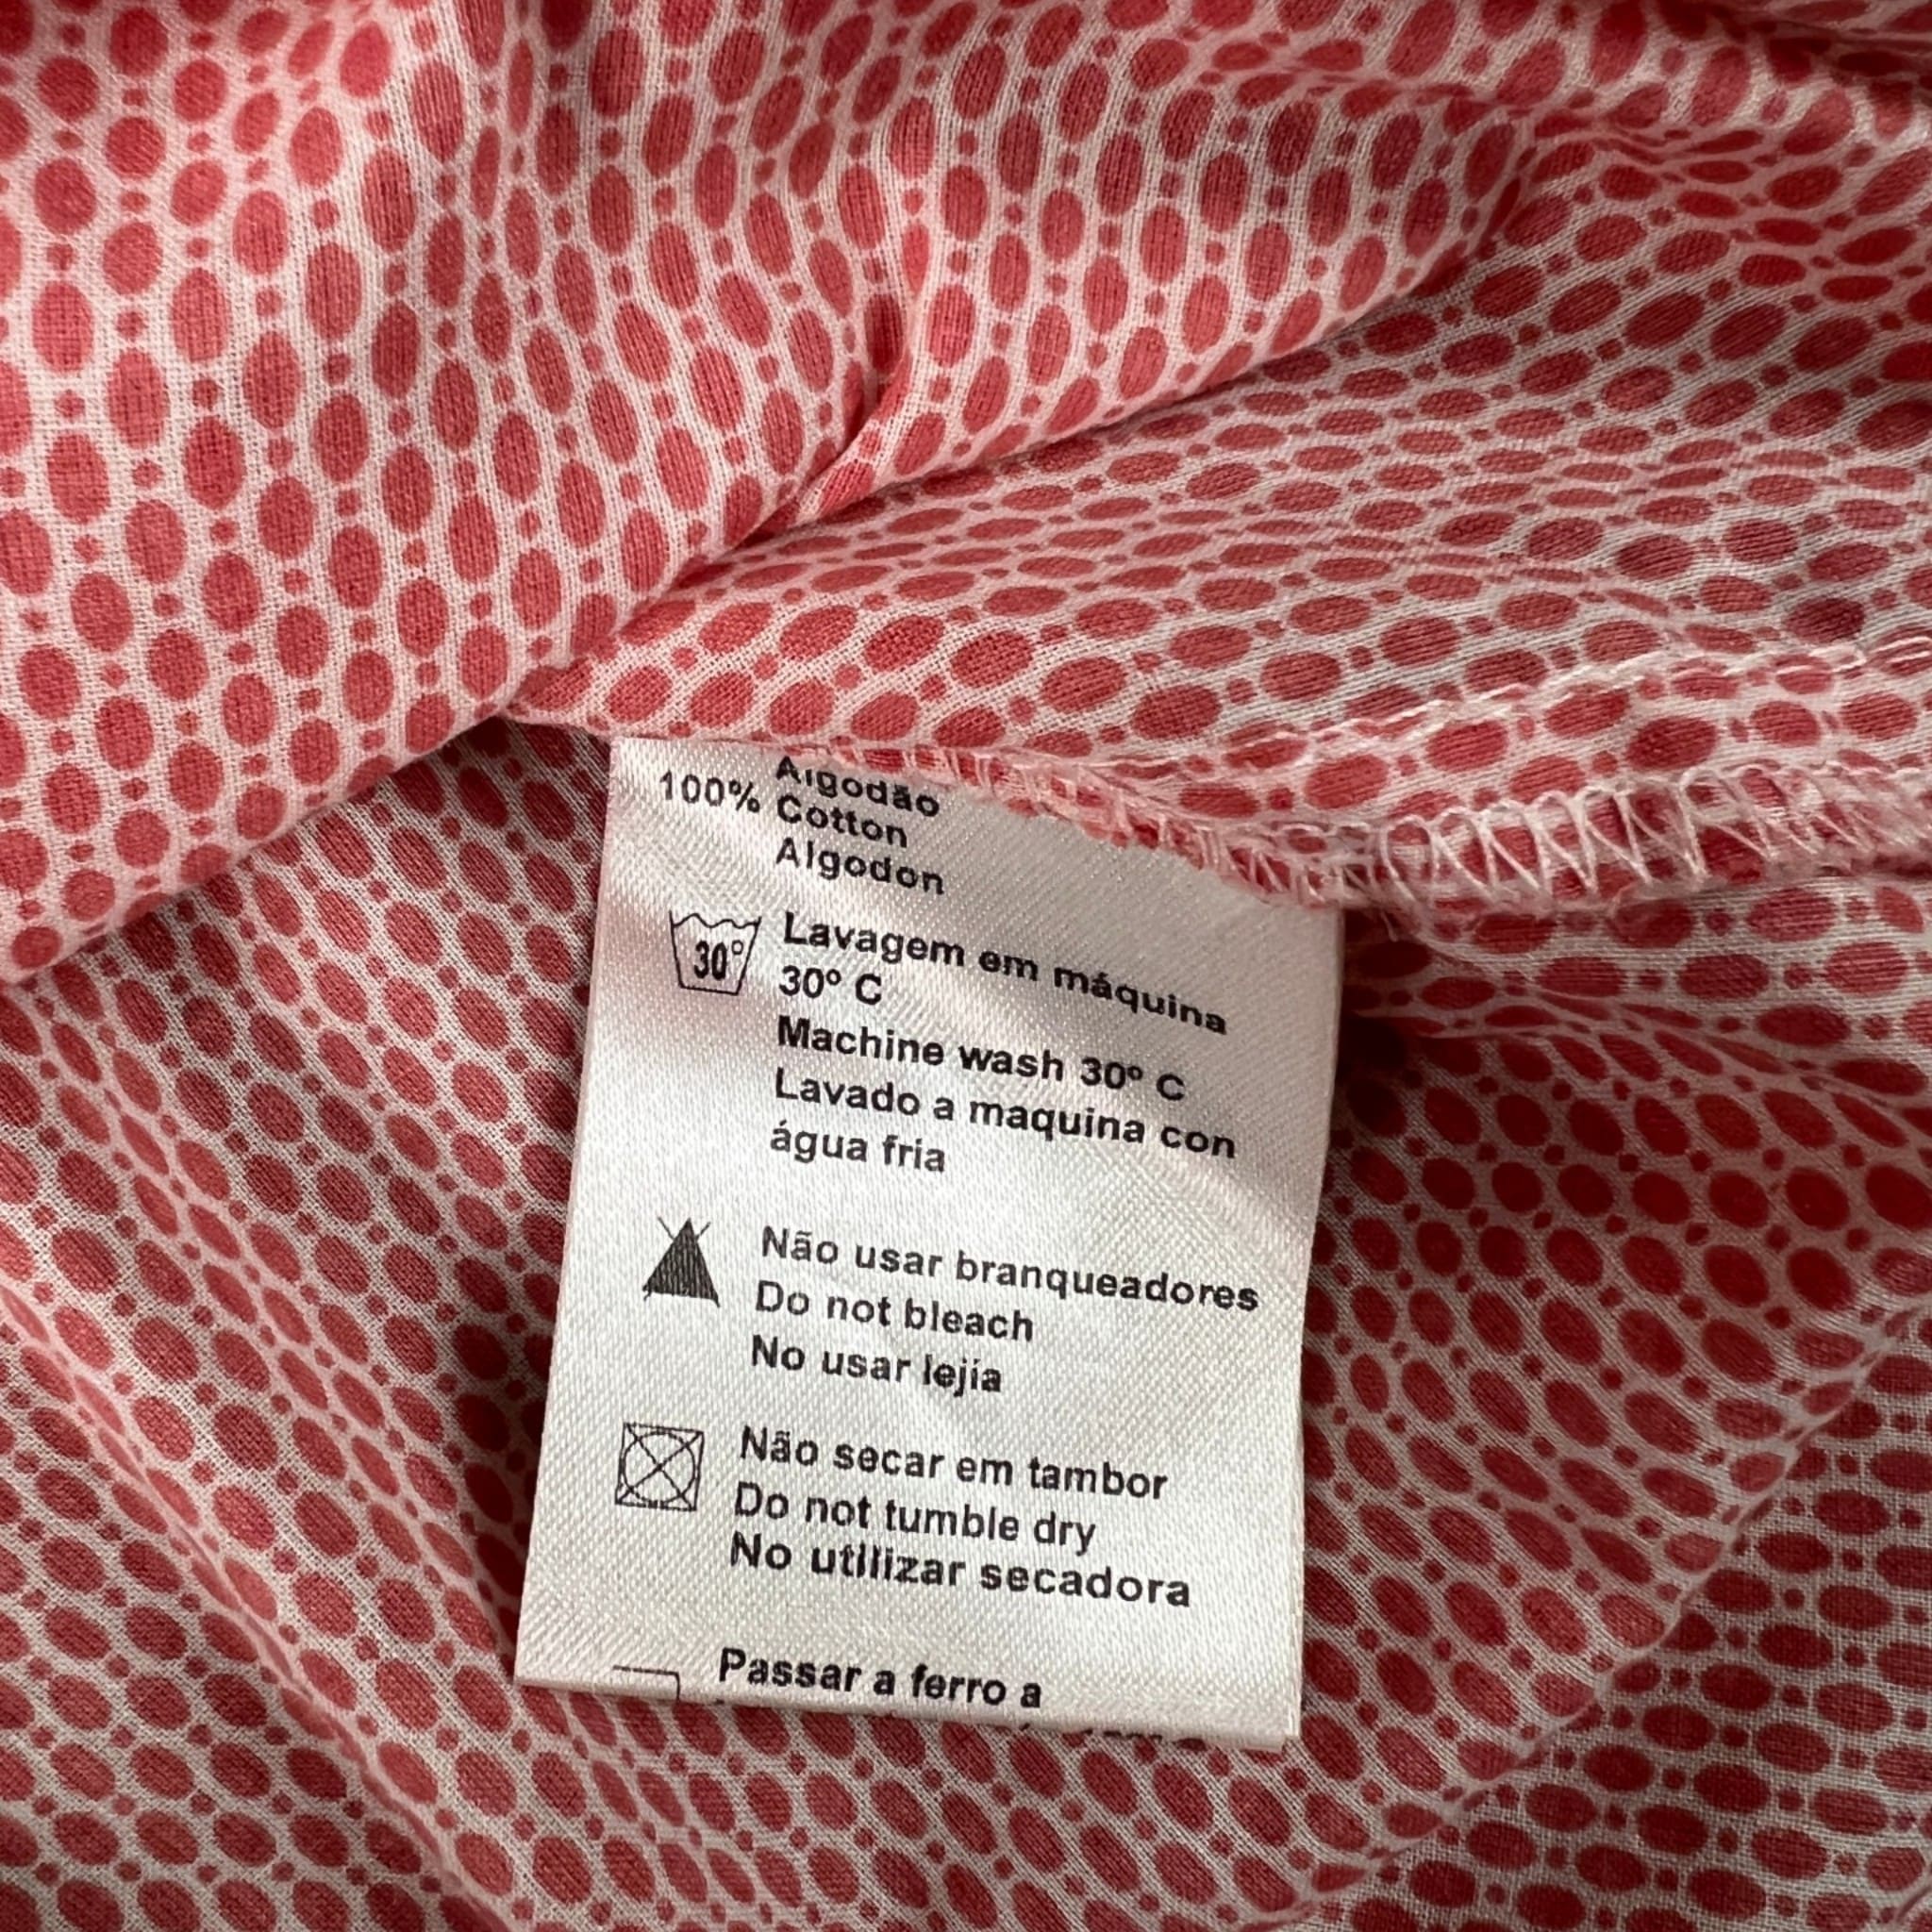 Algodão
100% Cotton
Algodon
30° Lavagem em máquina
30º C
Machine wash 30º C
Lavado a maquina con
água fria
Não usar branqueadores
Do not bleach
No usar lejia
Não secar em tambor
Do not tumble dry
No utilizar secadora
Passar a ferro a